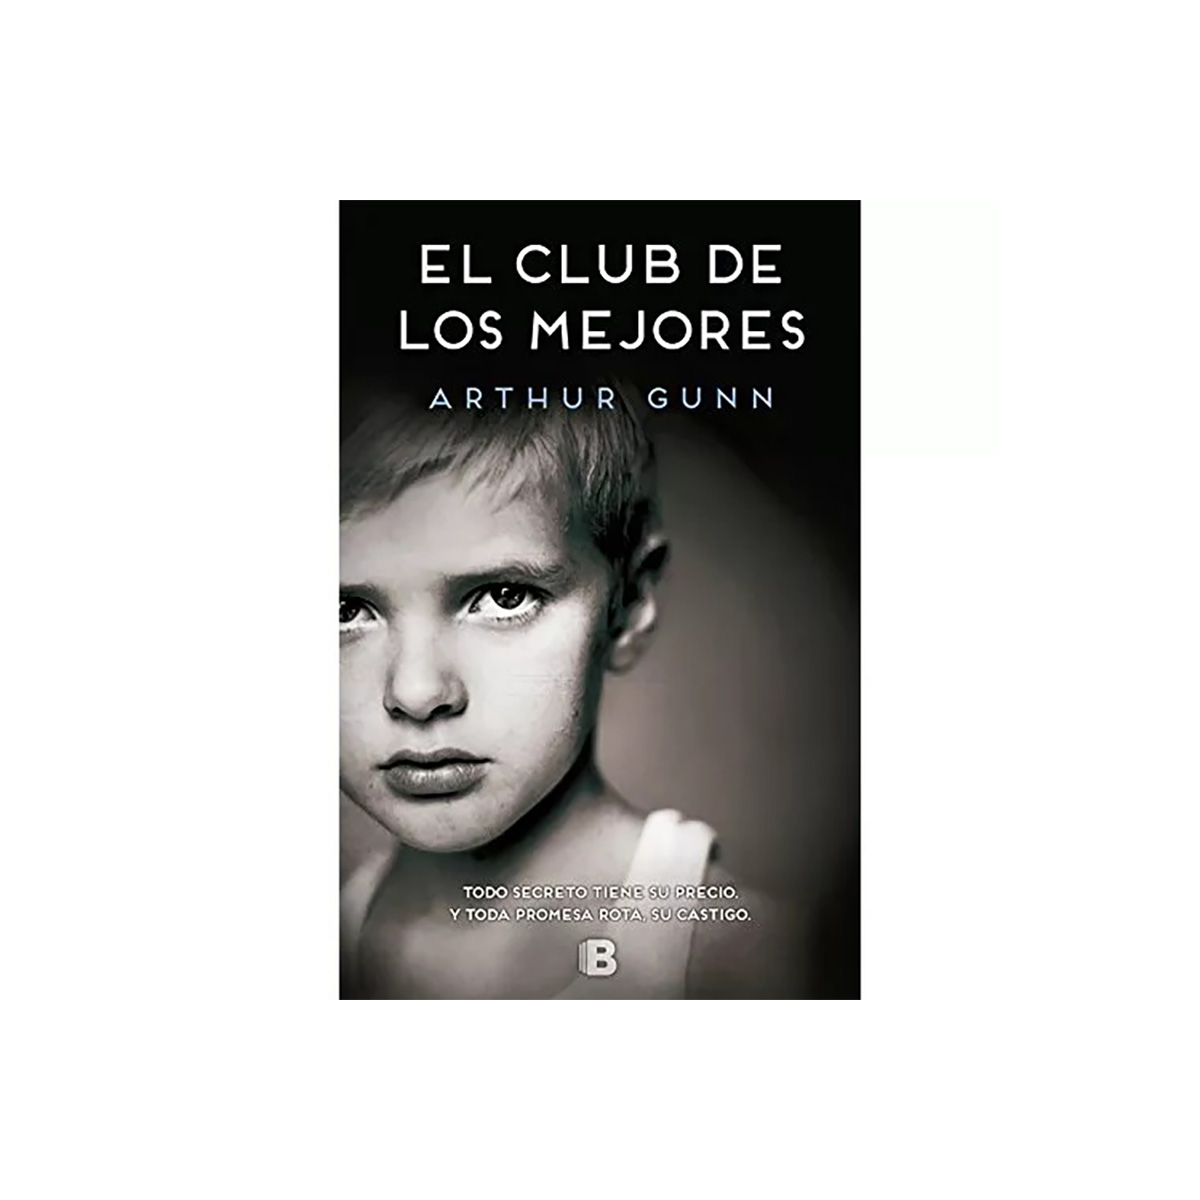 EL CLUB DE
LOS MEJORES
ARTHUR GUNN
TODO SECRETO TIENE SU PRECIO.
Y TODA PROMESA ROTA, SU CASTIGO.
B